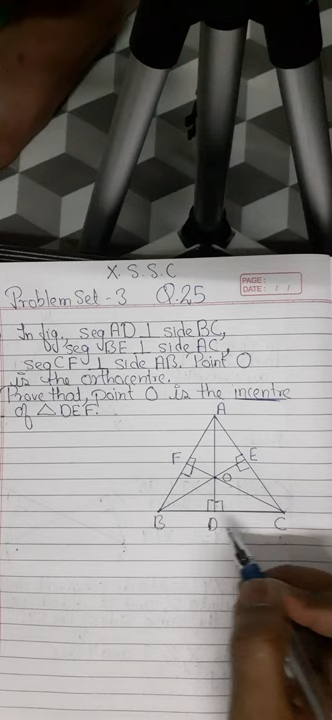 X. S. S. C
PAGE:
DATE: / /
Problem Set - 3 Q.25
In fig, seg AD ⊥ side BC,
seg BE ⊥ side AC,
seg CF ⊥ side AB. Point O
is the orthocentre.
Prove that, point O is the incentre
of △DEF.
A
F
E
O
B
D
C